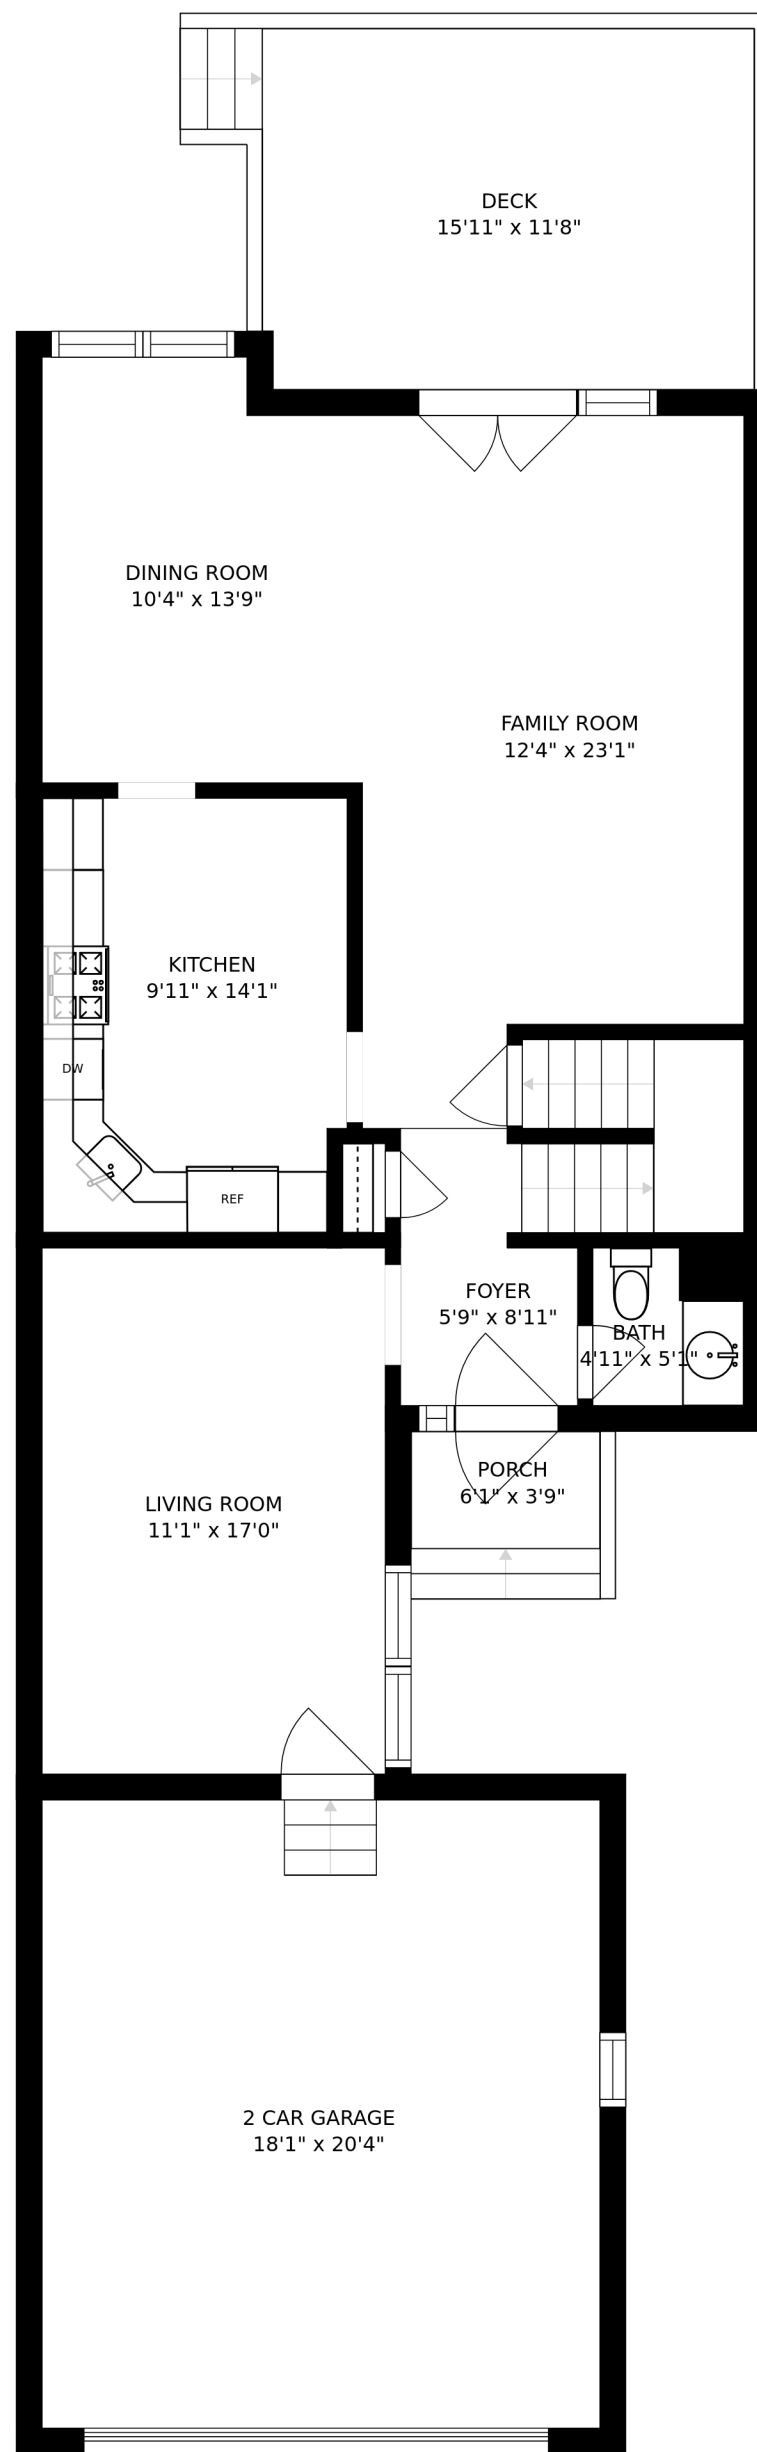 DECK
15'11" x 11'8"
DINING ROOM
10'4" x 13'9"
FAMILY ROOM
12'4" x 23'1"
KITCHEN
9'11" x 14'1"
DW
REF
FOYER
5'9" x 8'11"
BATH
4'11" x 5'1"
PORCH
6'1" x 3'9"
LIVING ROOM
11'1" x 17'0"
2 CAR GARAGE
18'1" x 20'4"